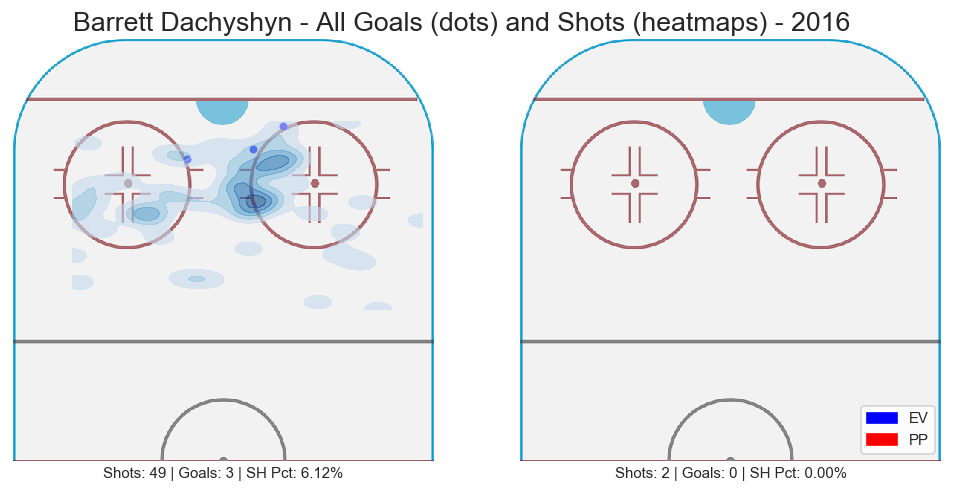 Barrett Dachyshyn - All Goals (dots) and Shots (heatmaps) - 2016
EV
PP
Shots: 49 | Goals: 3 | SH Pct: 6.12%
Shots: 2 | Goals: 0 | SH Pct: 0.00%